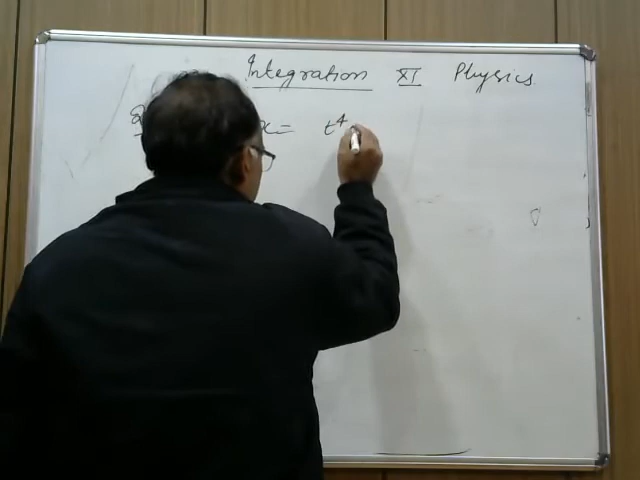 Integration XI Physics
x= t⁴